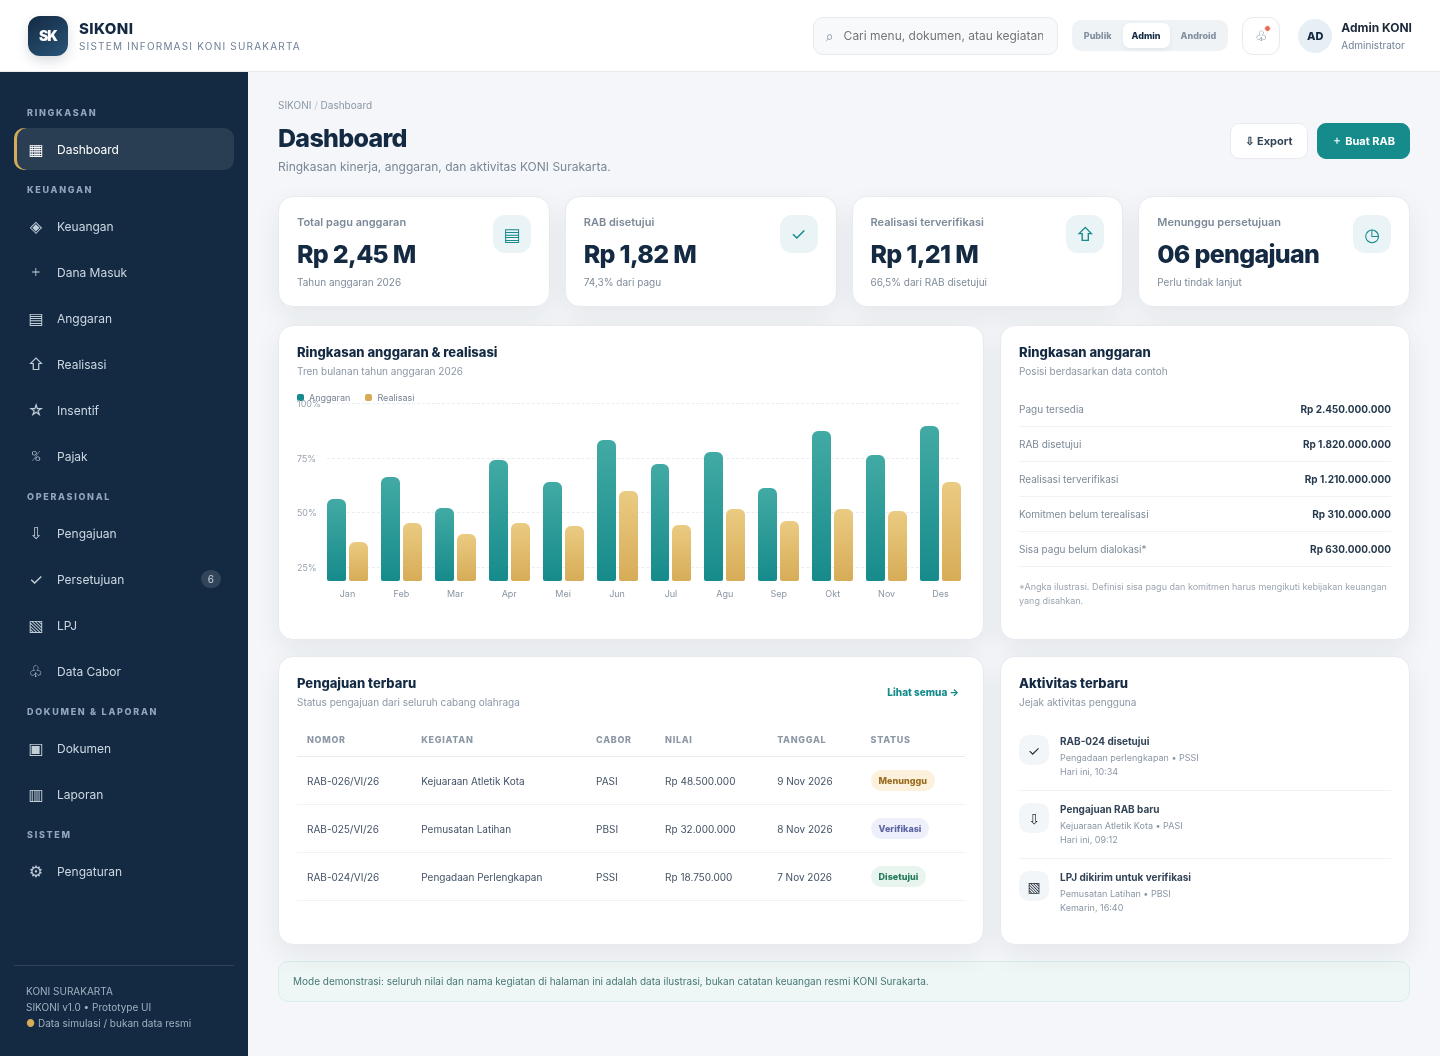 SK
SIKONI
SISTEM INFORMASI KONI SURAKARTA
Cari menu, dokumen, atau kegiatan
Publik
Admin
Android
AD
Admin KONI
Administrator
RINGKASAN
Dashboard
KEUANGAN
Keuangan
Dana Masuk
Anggaran
Realisasi
Insentif
% Pajak
OPERASIONAL
Pengajuan
Persetujuan 6
LPJ
Data Cabor
DOKUMEN & LAPORAN
Dokumen
Laporan
SISTEM
Pengaturan
KONI SURAKARTA
SIKONI v1.0 • Prototype UI
Data simulasi / bukan data resmi
SIKONI / Dashboard
Dashboard
Ringkasan kinerja, anggaran, dan aktivitas KONI Surakarta.
⇩ Export
+ Buat RAB
Total pagu anggaran
Rp 2,45 M
Tahun anggaran 2026
RAB disetujui
Rp 1,82 M
74,3% dari pagu
Realisasi terverifikasi
Rp 1,21 M
66,5% dari RAB disetujui
Menunggu persetujuan
06 pengajuan
Perlu tindak lanjut
Ringkasan anggaran & realisasi
Tren bulanan tahun anggaran 2026
Anggaran Realisasi
100%
75%
50%
25%
Jan Feb Mar Apr Mei Jun Jul Agu Sep Okt Nov Des
Ringkasan anggaran
Posisi berdasarkan data contoh
Pagu tersedia Rp 2.450.000.000
RAB disetujui Rp 1.820.000.000
Realisasi terverifikasi Rp 1.210.000.000
Komitmen belum terealisasi Rp 310.000.000
Sisa pagu belum dialokasi* Rp 630.000.000
*Angka ilustrasi. Definisi sisa pagu dan komitmen harus mengikuti kebijakan keuangan
yang disahkan.
Pengajuan terbaru
Status pengajuan dari seluruh cabang olahraga
Lihat semua →
NOMOR KEGIATAN CABOR NILAI TANGGAL STATUS
RAB-026/VI/26 Kejuaraan Atletik Kota PASI Rp 48.500.000 9 Nov 2026 Menunggu
RAB-025/VI/26 Pemusatan Latihan PBSI Rp 32.000.000 8 Nov 2026 Verifikasi
RAB-024/VI/26 Pengadaan Perlengkapan PSSI Rp 18.750.000 7 Nov 2026 Disetujui
Aktivitas terbaru
Jejak aktivitas pengguna
RAB-024 disetujui
Pengadaan perlengkapan • PSSI
Hari ini, 10:34
Pengajuan RAB baru
Kejuaraan Atletik Kota • PASI
Hari ini, 09:12
LPJ dikirim untuk verifikasi
Pemusatan Latihan • PBSI
Kemarin, 16:40
Mode demonstrasi: seluruh nilai dan nama kegiatan di halaman ini adalah data ilustrasi, bukan catatan keuangan resmi KONI Surakarta.